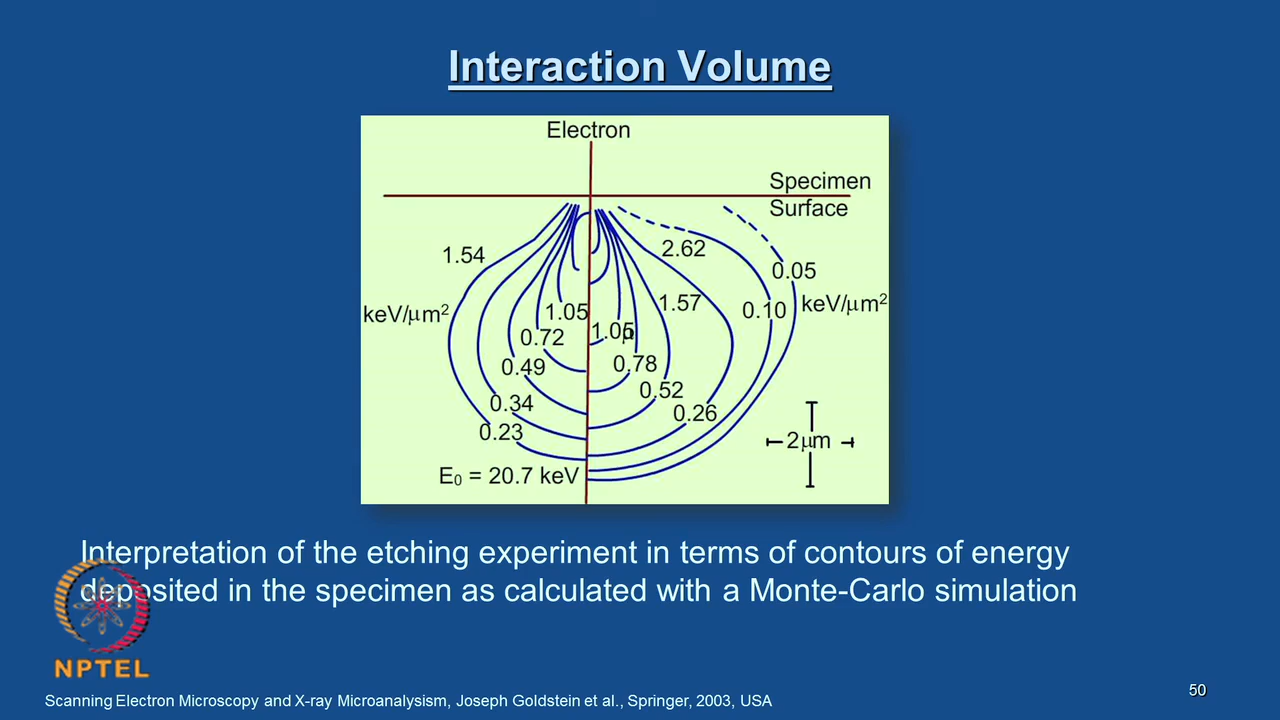 Interaction Volume
Electron
Specimen
Surface
1.54
2.62
0.05
keV/μm²
1.57
0.10
keV/μm²
1.05
0.72
1.05
μ
0.49
0.78
0.34
0.52
0.26
0.23
2μm
E₀ = 20.7 keV
Interpretation of the etching experiment in terms of contours of energy
deposited in the specimen as calculated with a Monte-Carlo simulation
NPTEL
Scanning Electron Microscopy and X-ray Microanalysism, Joseph Goldstein et al., Springer, 2003, USA
50